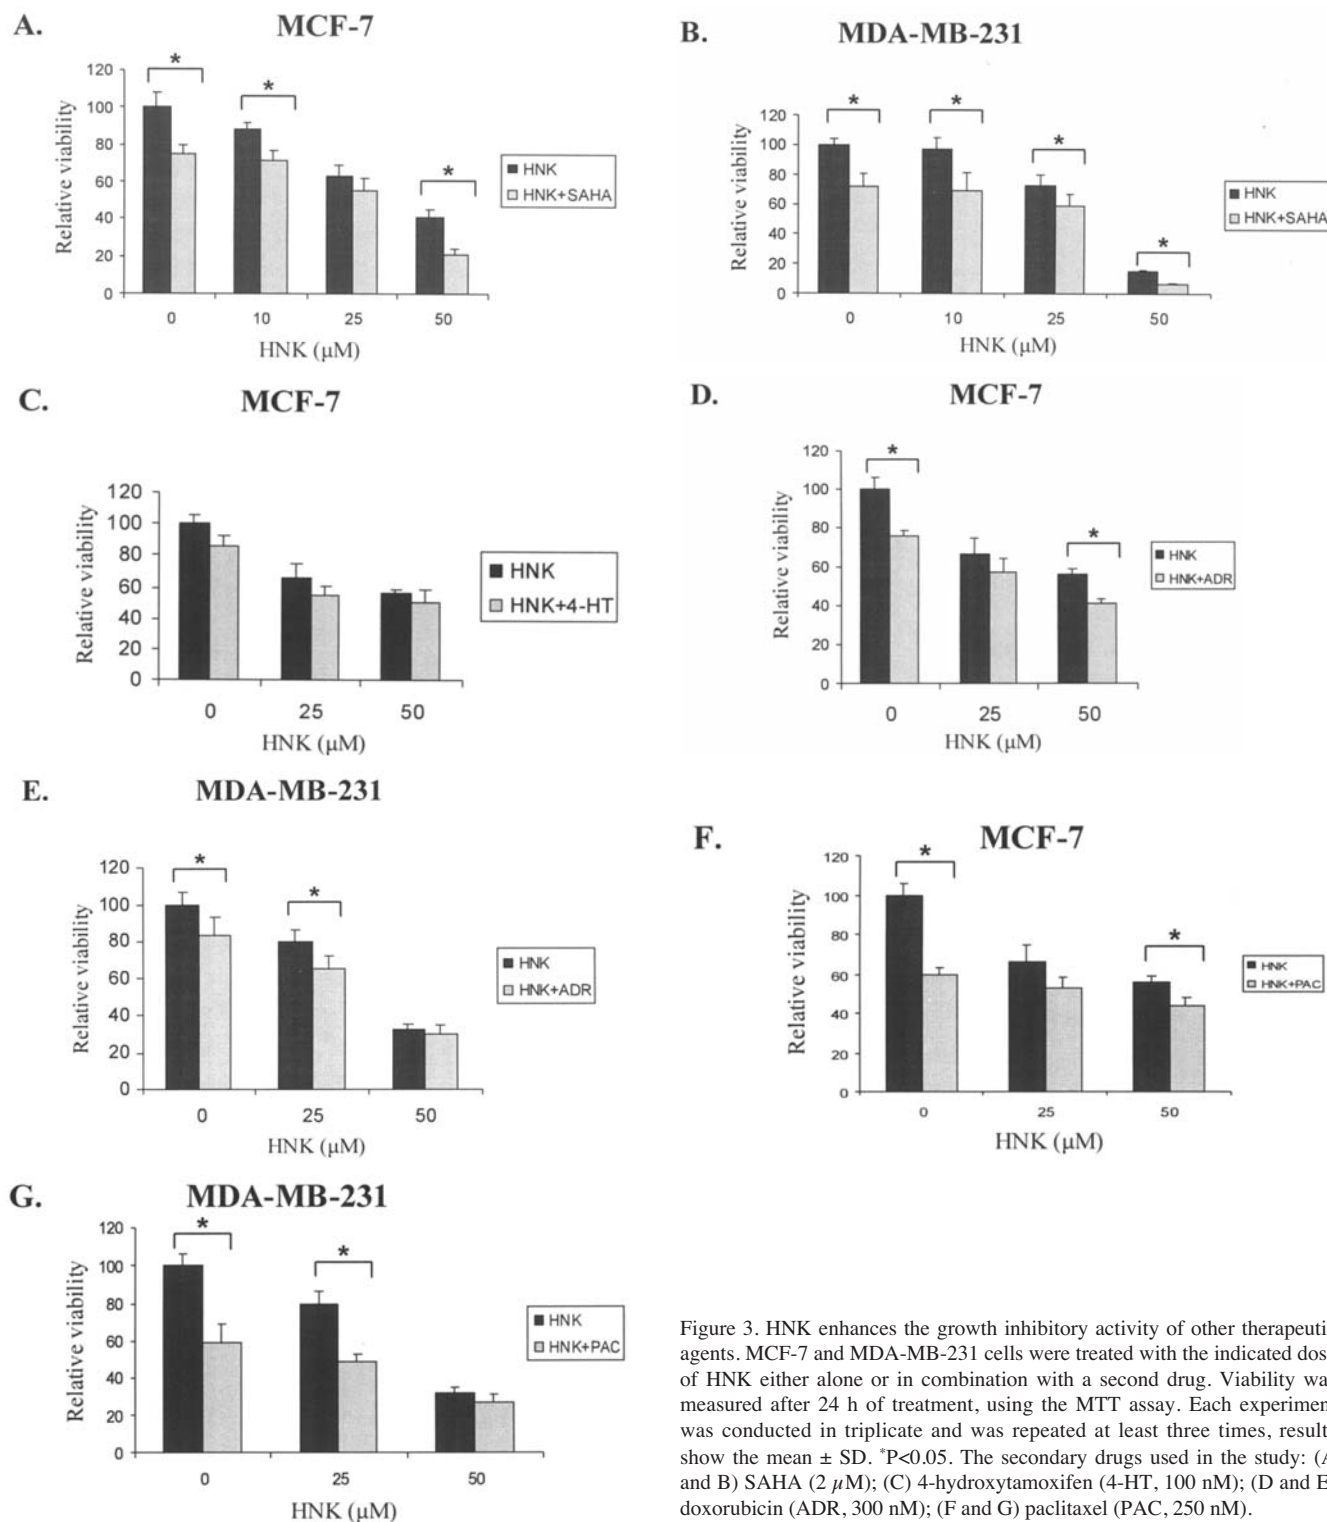 A.
MCF-7
Relative viability
120
100
80
60
40
20
0
*
*
*
0
10
25
50
HNK (µM)
HNK
HNK+SAHA
B.
MDA-MB-231
Relative viability
120
100
80
60
40
20
0
*
*
*
*
0
10
25
50
HNK (µM)
HNK
HNK+SAHA
C.
MCF-7
Relative viability
120
100
80
60
40
20
0
0
25
50
HNK (µM)
HNK
HNK+4-HT
D.
MCF-7
Relative viability
120
100
80
60
40
20
0
*
*
0
25
50
HNK (µM)
HNK
HNK+ADR
E.
MDA-MB-231
Relative viability
120
100
80
60
40
20
0
*
*
0
25
50
HNK (µM)
HNK
HNK+ADR
F.
MCF-7
Relative viability
120
100
80
60
40
20
0
*
*
0
25
50
HNK (µM)
HNK
HNK+PAC
G.
MDA-MB-231
Relative viability
120
100
80
60
40
20
0
*
*
0
25
50
HNK (µM)
HNK
HNK+PAC
Figure 3. HNK enhances the growth inhibitory activity of other therapeuti
agents. MCF-7 and MDA-MB-231 cells were treated with the indicated dos
of HNK either alone or in combination with a second drug. Viability wa
measured after 24 h of treatment, using the MTT assay. Each experimen
was conducted in triplicate and was repeated at least three times, result
show the mean ± SD. *P<0.05. The secondary drugs used in the study: (A
and B) SAHA (2 µM); (C) 4-hydroxytamoxifen (4-HT, 100 nM); (D and E
doxorubicin (ADR, 300 nM); (F and G) paclitaxel (PAC, 250 nM).